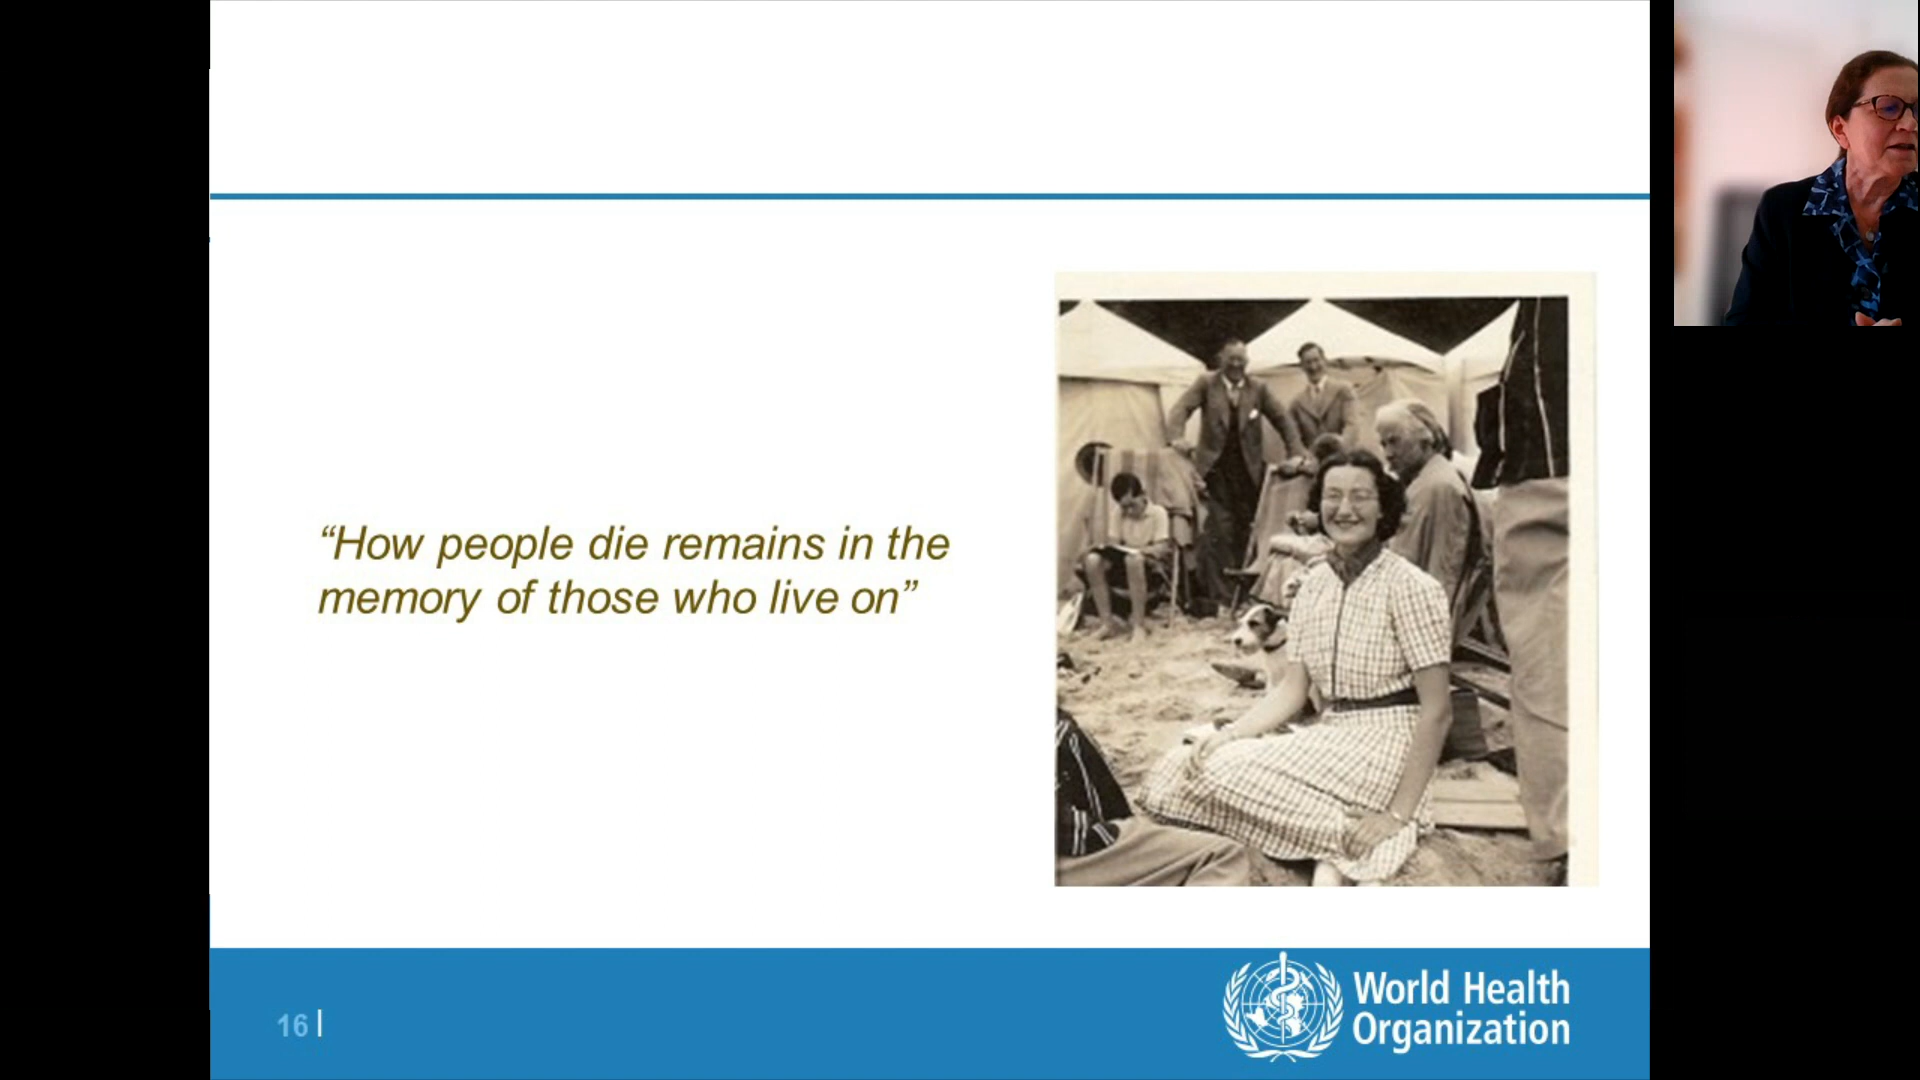 “How people die remains in the
memory of those who live on”
16 |
World Health
Organization